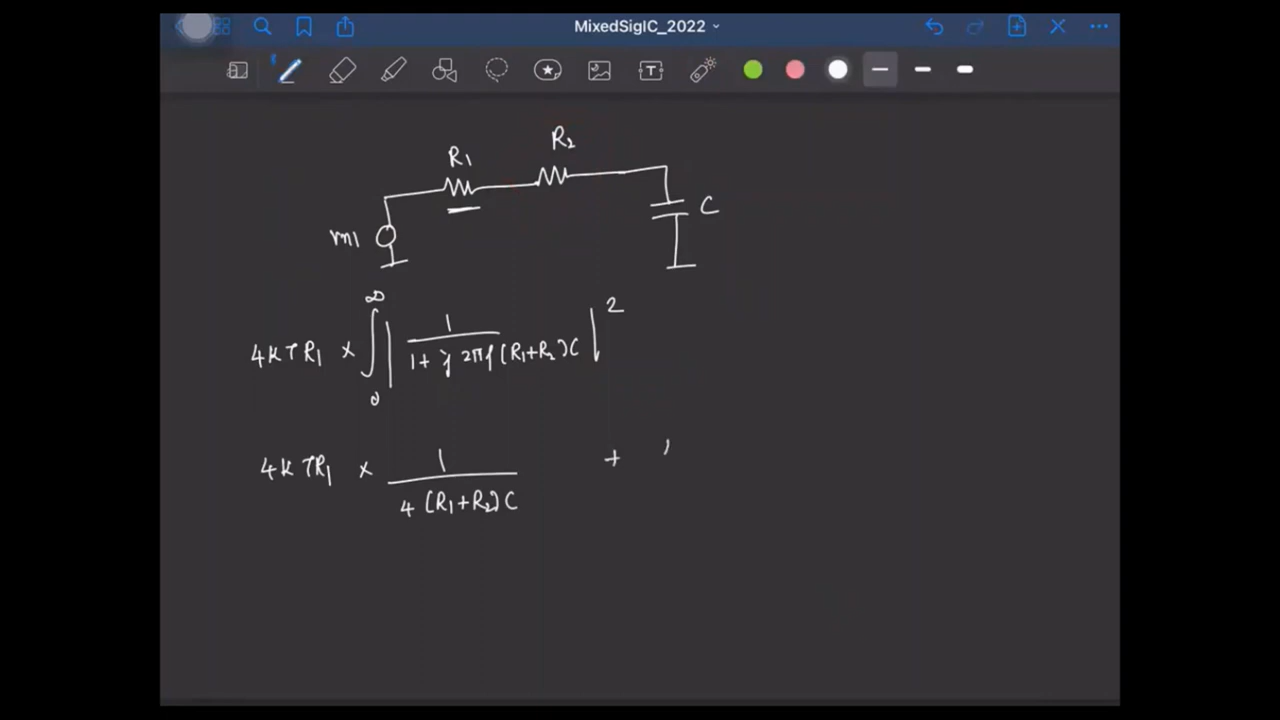 MixedSigIC_2022
R₁
R₂
C
vn1
4kTR₁ × ∫₀^∞ | 1 / (1 + j 2πf (R₁+R₂)C) |²
4kTR₁ × 1 / (4 (R₁+R₂)C) +